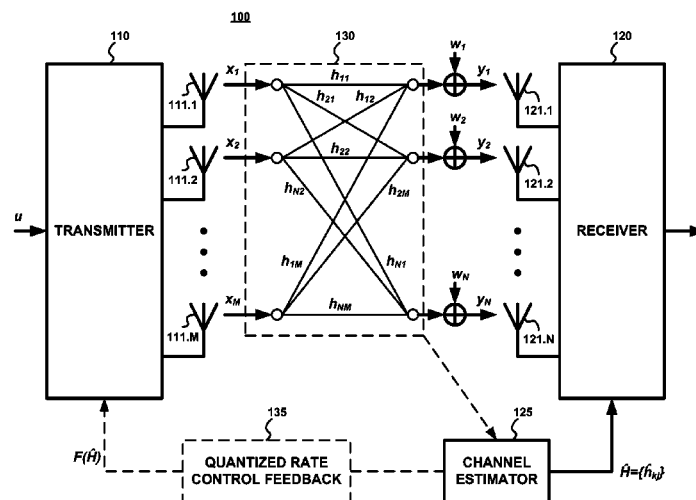 100
110
130
120
x1
w1
y1
h11
h21
h12
111.1
121.1
x2
w2
y2
h22
111.2
121.2
hN2
h2M
u
TRANSMITTER
RECEIVER
h1M
hN1
xM
wN
yN
hNM
111.M
121.N
135
125
F(Ĥ)
QUANTIZED RATE
CONTROL FEEDBACK
CHANNEL
ESTIMATOR
Ĥ={ĥkj}